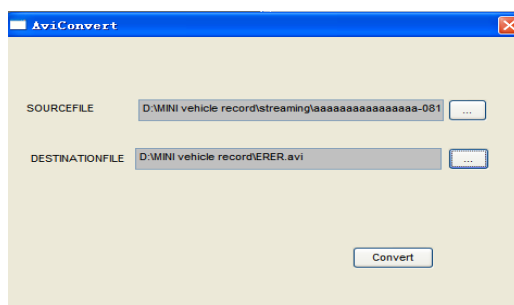 AviConvert
SOURCEFILE D:\MINI vehicle record\streaming\aaaaaaaaaaaaaaaa-081 ...
DESTINATIONFILE D:\MINI vehicle record\ERER.avi ...
Convert